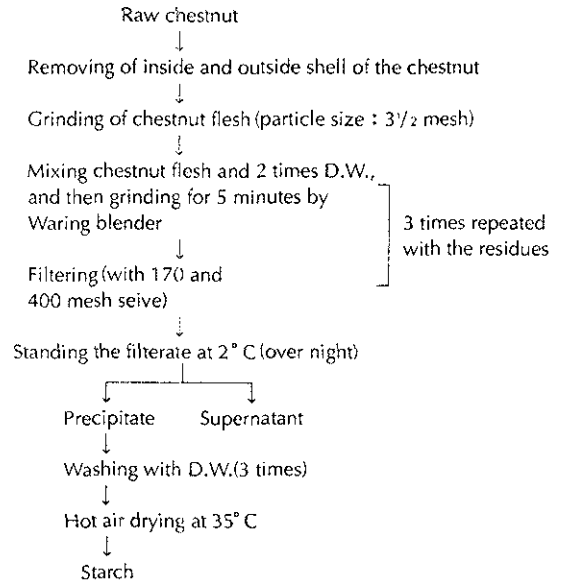 Raw chestnut
Removing of inside and outside shell of the chestnut
Grinding of chestnut flesh (particle size : 3 1/2 mesh)
Mixing chestnut flesh and 2 times D.W.,
and then grinding for 5 minutes by
Waring blender
3 times repeated
with the residues
Filtering (with 170 and
400 mesh seive)
Standing the filterate at 2° C (over night)
Precipitate Supernatant
Washing with D.W.(3 times)
Hot air drying at 35° C
Starch